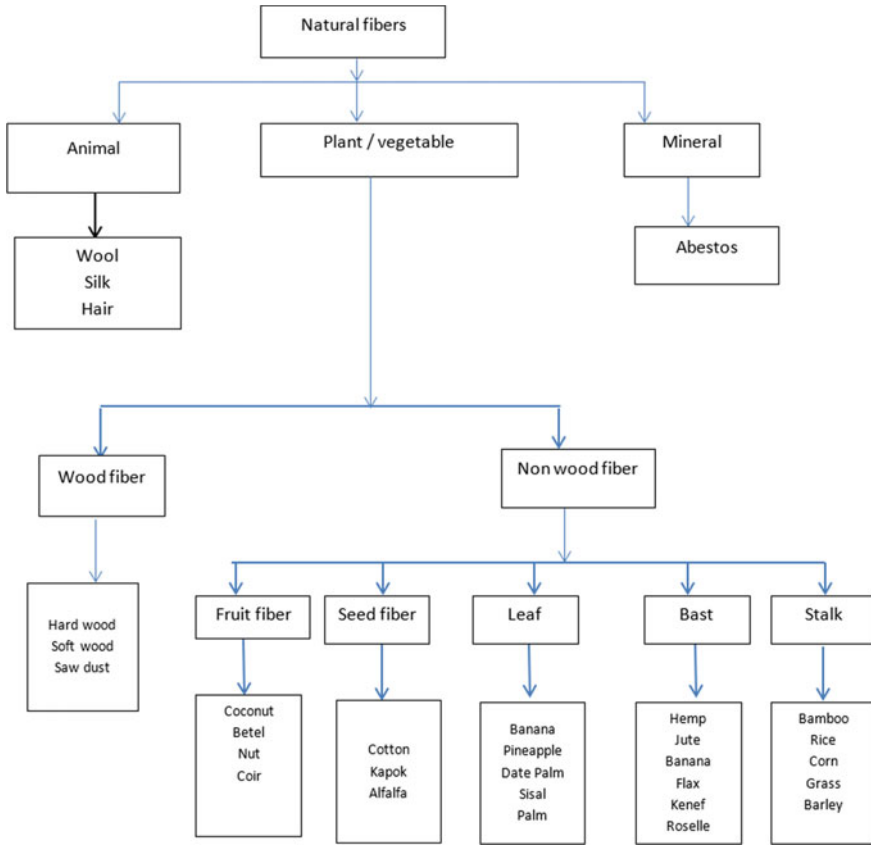 Natural fibers
Animal
Plant / vegetable
Mineral
Wool
Silk
Hair
Abestos
Wood fiber
Non wood fiber
Hard wood
Soft wood
Saw dust
Fruit fiber
Seed fiber
Leaf
Bast
Stalk
Coconut
Betel
Nut
Coir
Cotton
Kapok
Alfalfa
Banana
Pineapple
Date Palm
Sisal
Palm
Hemp
Jute
Banana
Flax
Kenef
Roselle
Bamboo
Rice
Corn
Grass
Barley